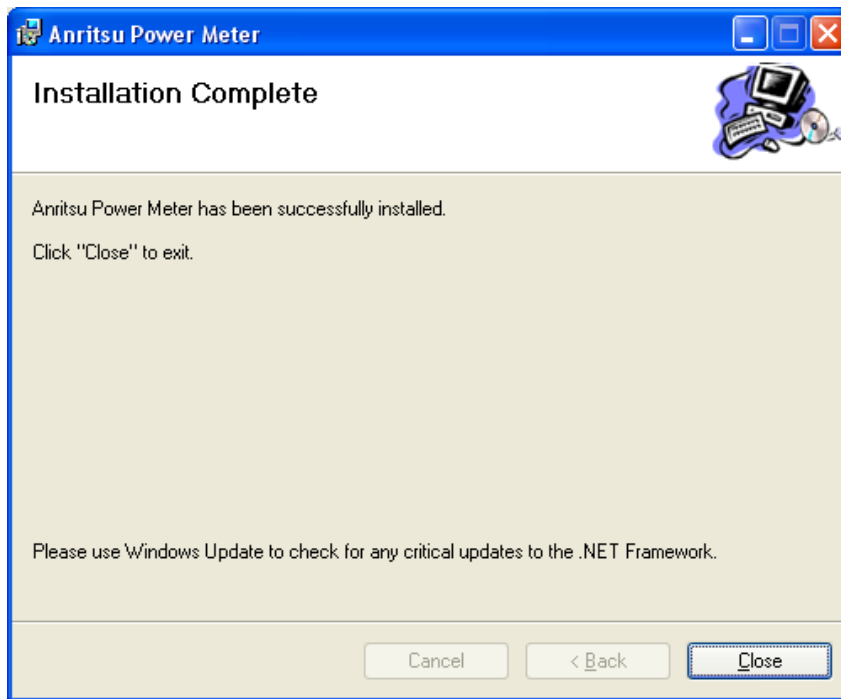 Anritsu Power Meter
Installation Complete
Anritsu Power Meter has been successfully installed.
Click "Close" to exit.
Please use Windows Update to check for any critical updates to the .NET Framework.
Cancel
< Back
Close